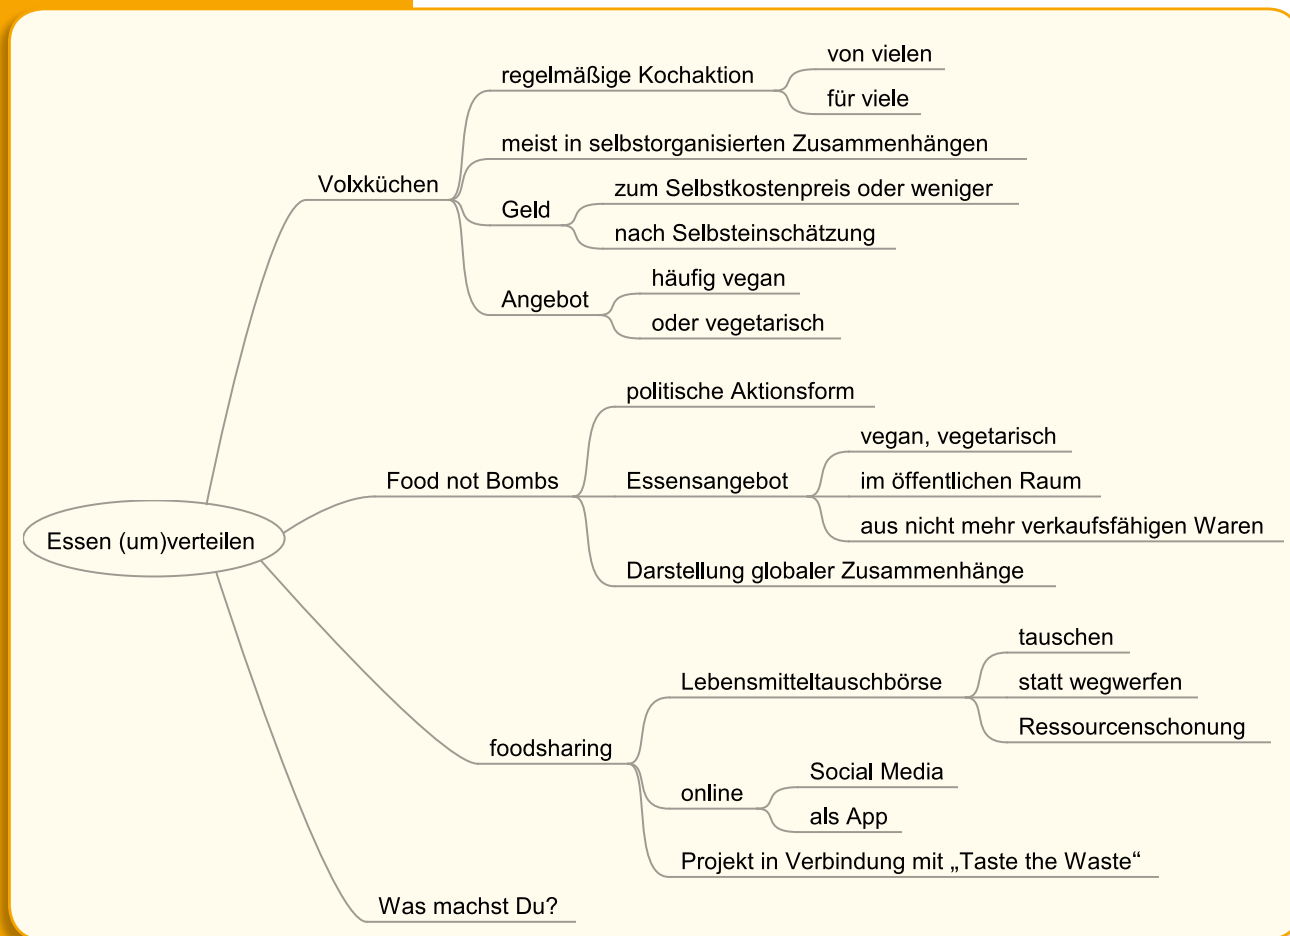 Essen (um)verteilen
Volxküchen
regelmäßige Kochaktion
von vielen
für viele
meist in selbstorganisierten Zusammenhängen
Geld
zum Selbstkostenpreis oder weniger
nach Selbsteinschätzung
Angebot
häufig vegan
oder vegetarisch
Food not Bombs
politische Aktionsform
Essensangebot
vegan, vegetarisch
im öffentlichen Raum
aus nicht mehr verkaufsfähigen Waren
Darstellung globaler Zusammenhänge
foodsharing
Lebensmitteltauschbörse
tauschen
statt wegwerfen
Ressourcenschonung
online
Social Media
als App
Projekt in Verbindung mit „Taste the Waste“
Was machst Du?